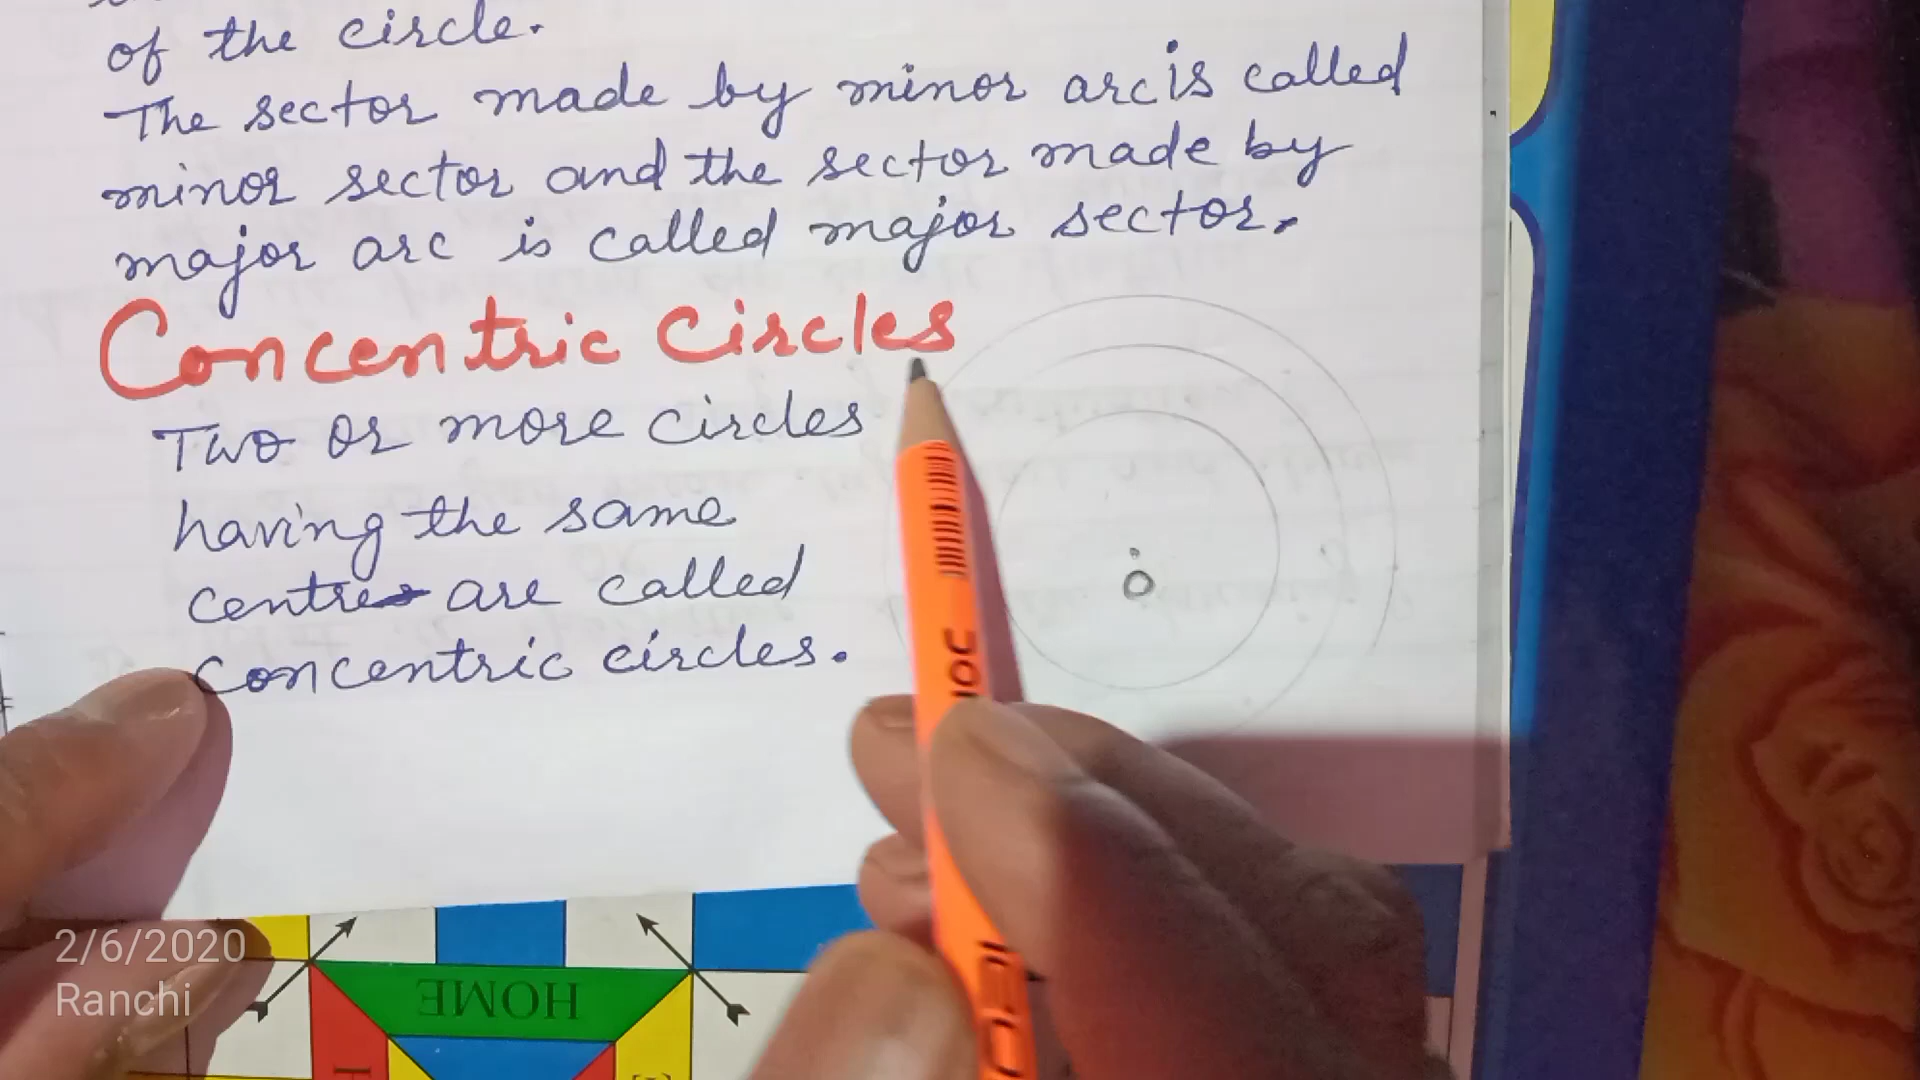 of the circle.
The sector made by minor arc is called
minor sector and the sector made by
major arc is called major sector.
Concentric Circles
Two or more circles
having the same
centre are called
Concentric circles.
O
2/6/2020
Ranchi
HOME